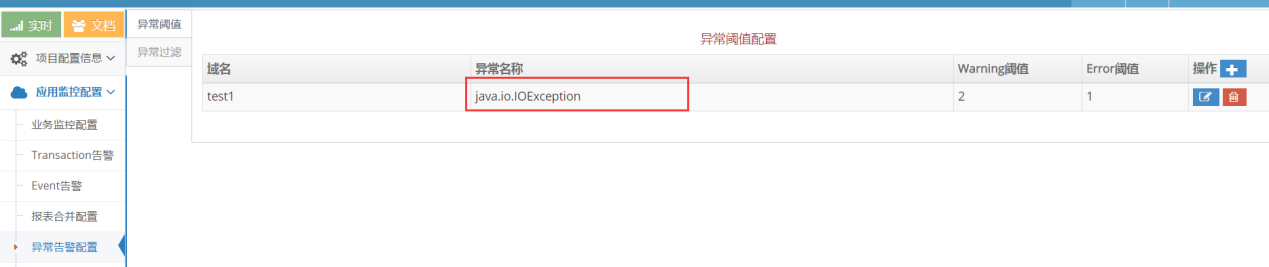 实时 文档
项目配置信息
应用监控配置
业务监控配置
Transaction告警
Event告警
报表合并配置
异常告警配置
异常阈值
异常过滤
异常阈值配置
域名 异常名称 Warning阈值 Error阈值 操作
test1 java.io.IOException 2 1